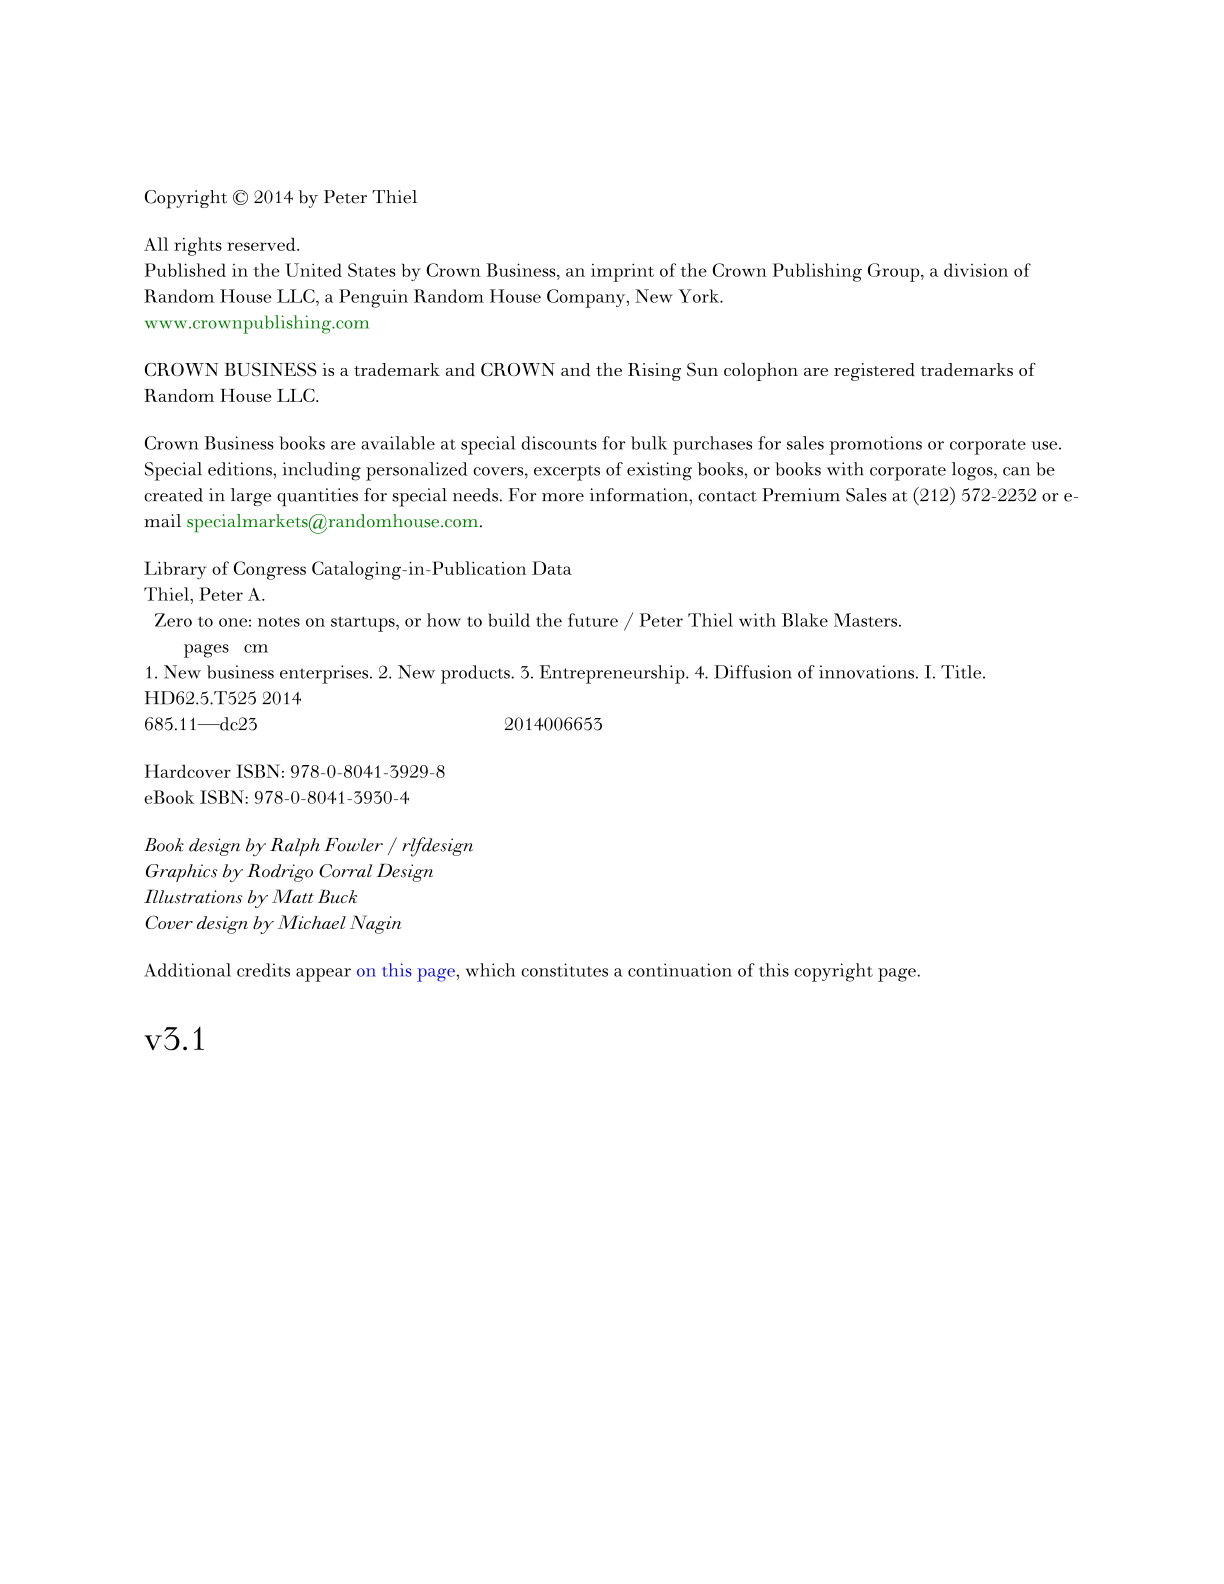 Copyright © 2014 by Peter Thiel
All rights reserved.
Published in the United States by Crown Business, an imprint of the Crown Publishing Group, a division of
Random House LLC, a Penguin Random House Company, New York.
www.crownpublishing.com
CROWN BUSINESS is a trademark and CROWN and the Rising Sun colophon are registered trademarks of
Random House LLC.
Crown Business books are available at special discounts for bulk purchases for sales promotions or corporate use.
Special editions, including personalized covers, excerpts of existing books, or books with corporate logos, can be
created in large quantities for special needs. For more information, contact Premium Sales at (212) 572-2232 or e-
mail specialmarkets@randomhouse.com.
Library of Congress Cataloging-in-Publication Data
Thiel, Peter A.
Zero to one: notes on startups, or how to build the future / Peter Thiel with Blake Masters.
pages cm
1. New business enterprises. 2. New products. 3. Entrepreneurship. 4. Diffusion of innovations. I. Title.
HD62.5.T525 2014
685.11—dc23 2014006653
Hardcover ISBN: 978-0-8041-3929-8
eBook ISBN: 978-0-8041-3930-4
Book design by Ralph Fowler / rlfdesign
Graphics by Rodrigo Corral Design
Illustrations by Matt Buck
Cover design by Michael Nagin
Additional credits appear on this page, which constitutes a continuation of this copyright page.
v3.1